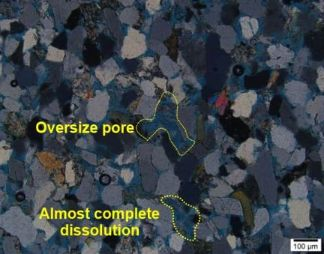 Oversize pore
Almost complete
dissolution
100 µm